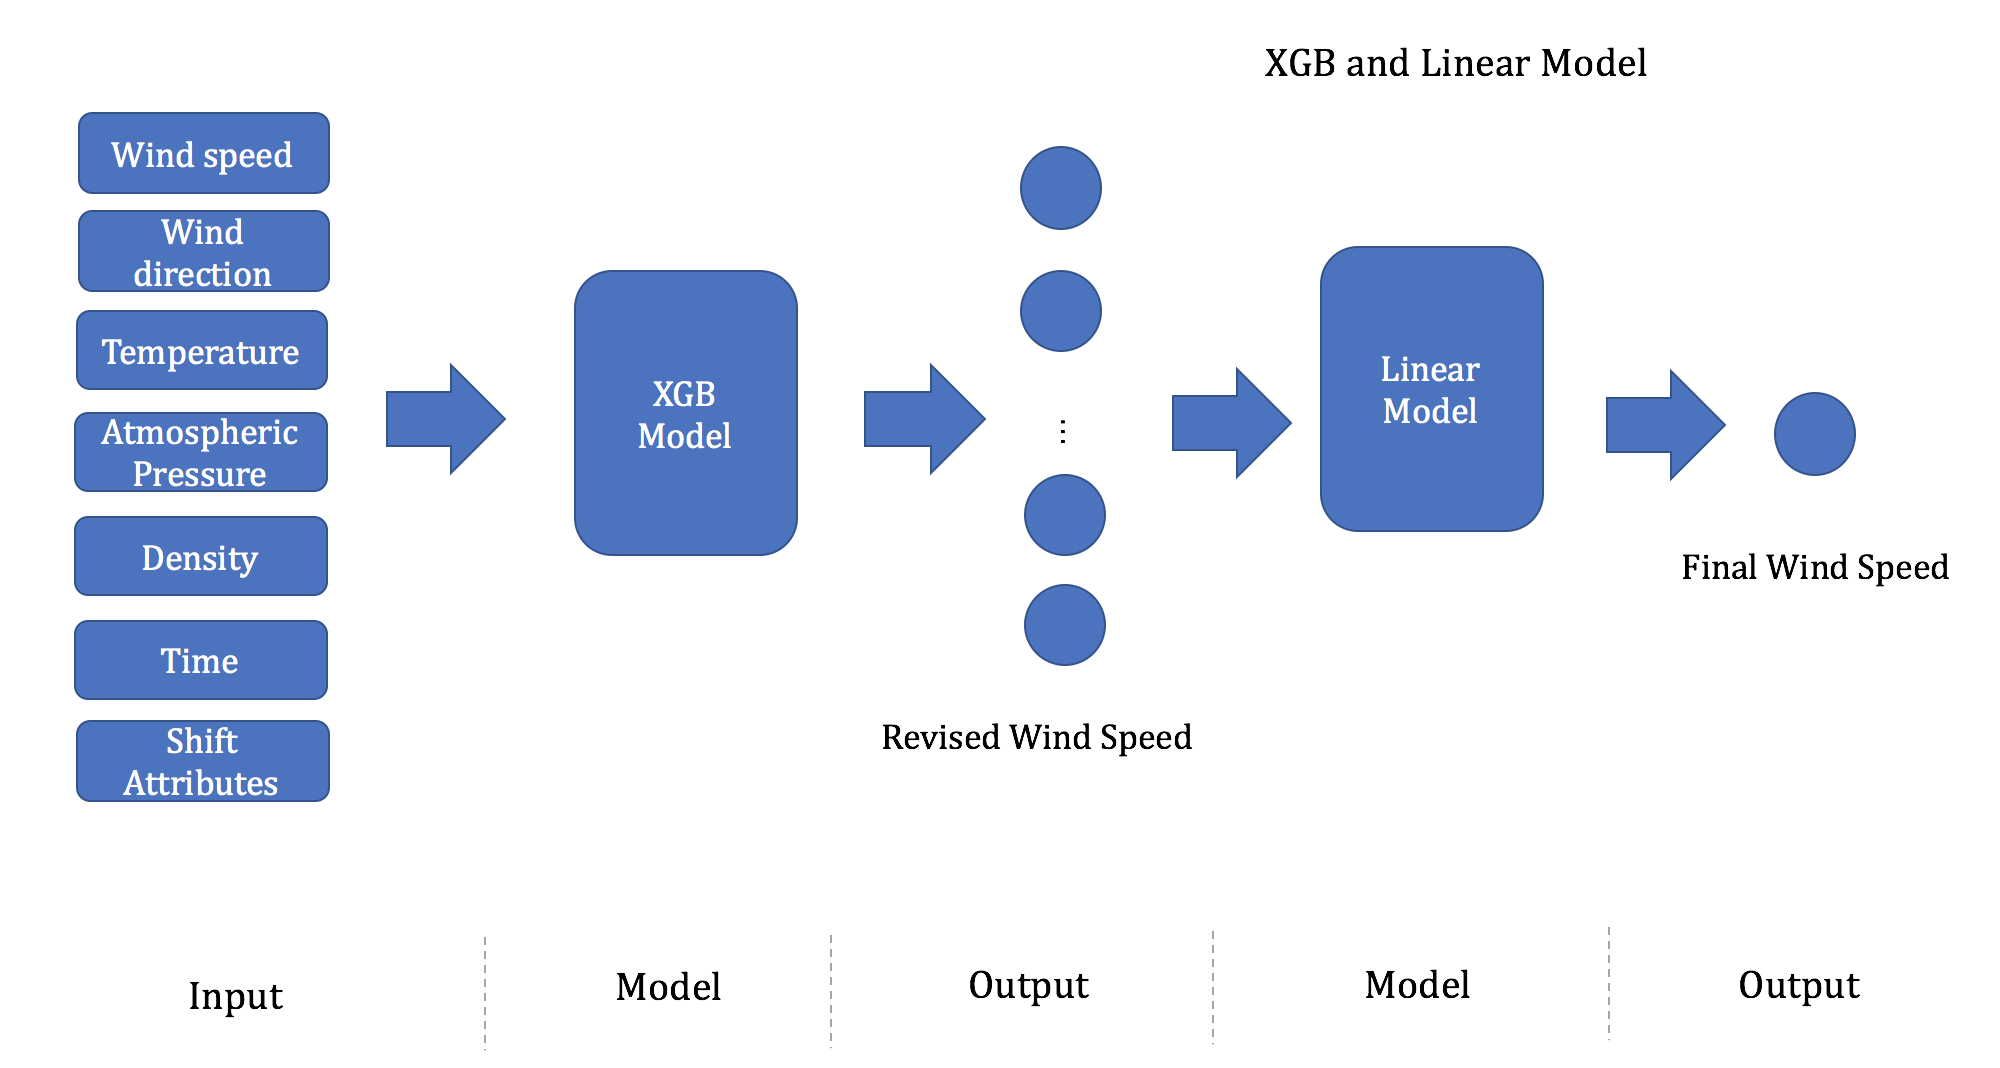 XGB and Linear Model
Wind speed
Wind
direction
Temperature
Atmospheric
Pressure
Density
Time
Shift
Attributes
XGB
Model
⋮
Revised Wind Speed
Linear
Model
Final Wind Speed
Input
Model
Output
Model
Output